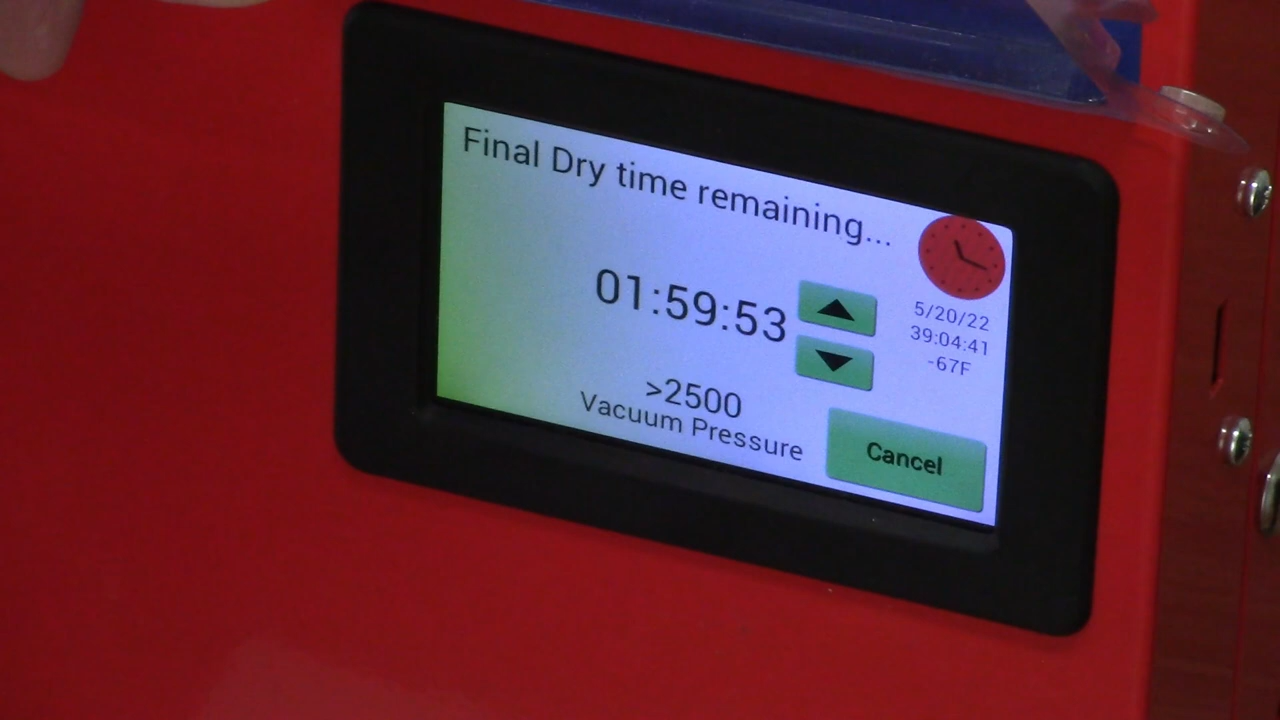 Final Dry time remaining...
01:59:53
5/20/22
39:04:41
-67F
>2500
Vacuum Pressure
Cancel